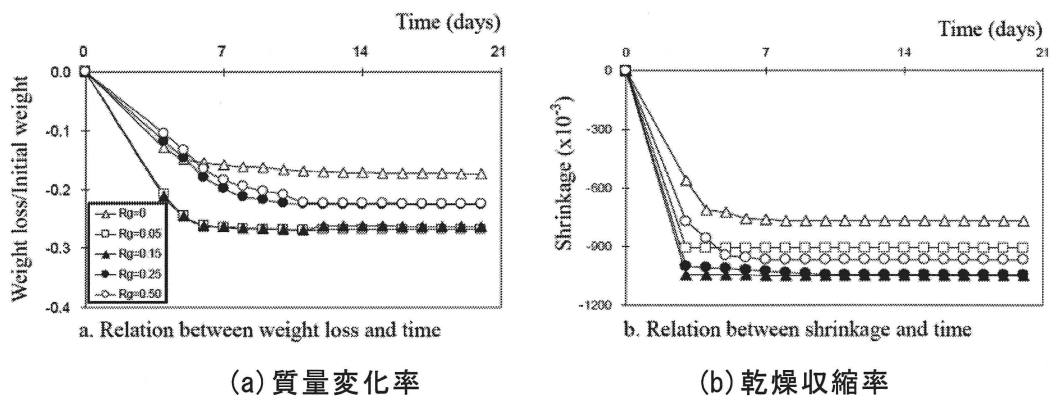 Time (days)
0 7 14 21
0.0
-0.1
-0.2
-0.3
-0.4
Weight loss/Initial weight
Rg=0
Rg=0.05
Rg=0.15
Rg=0.25
Rg=0.50
a. Relation between weight loss and time
(a)質量変化率
Time (days)
0 7 14 21
0
-300
-600
-900
-1200
Shrinkage (x10-3)
b. Relation between shrinkage and time
(b)乾燥収縮率